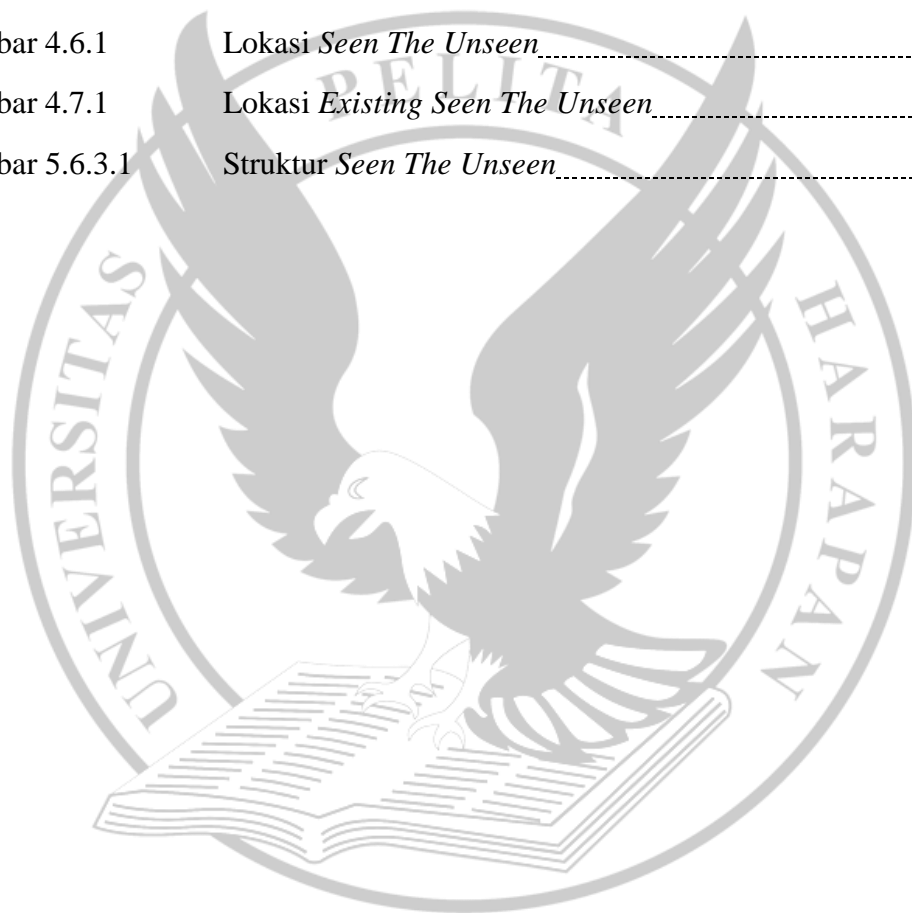 bar 4.6.1 Lokasi Seen The Unseen
bar 4.7.1 Lokasi Existing Seen The Unseen
bar 5.6.3.1 Struktur Seen The Unseen
UNIVERSITAS PELITA HARAPAN